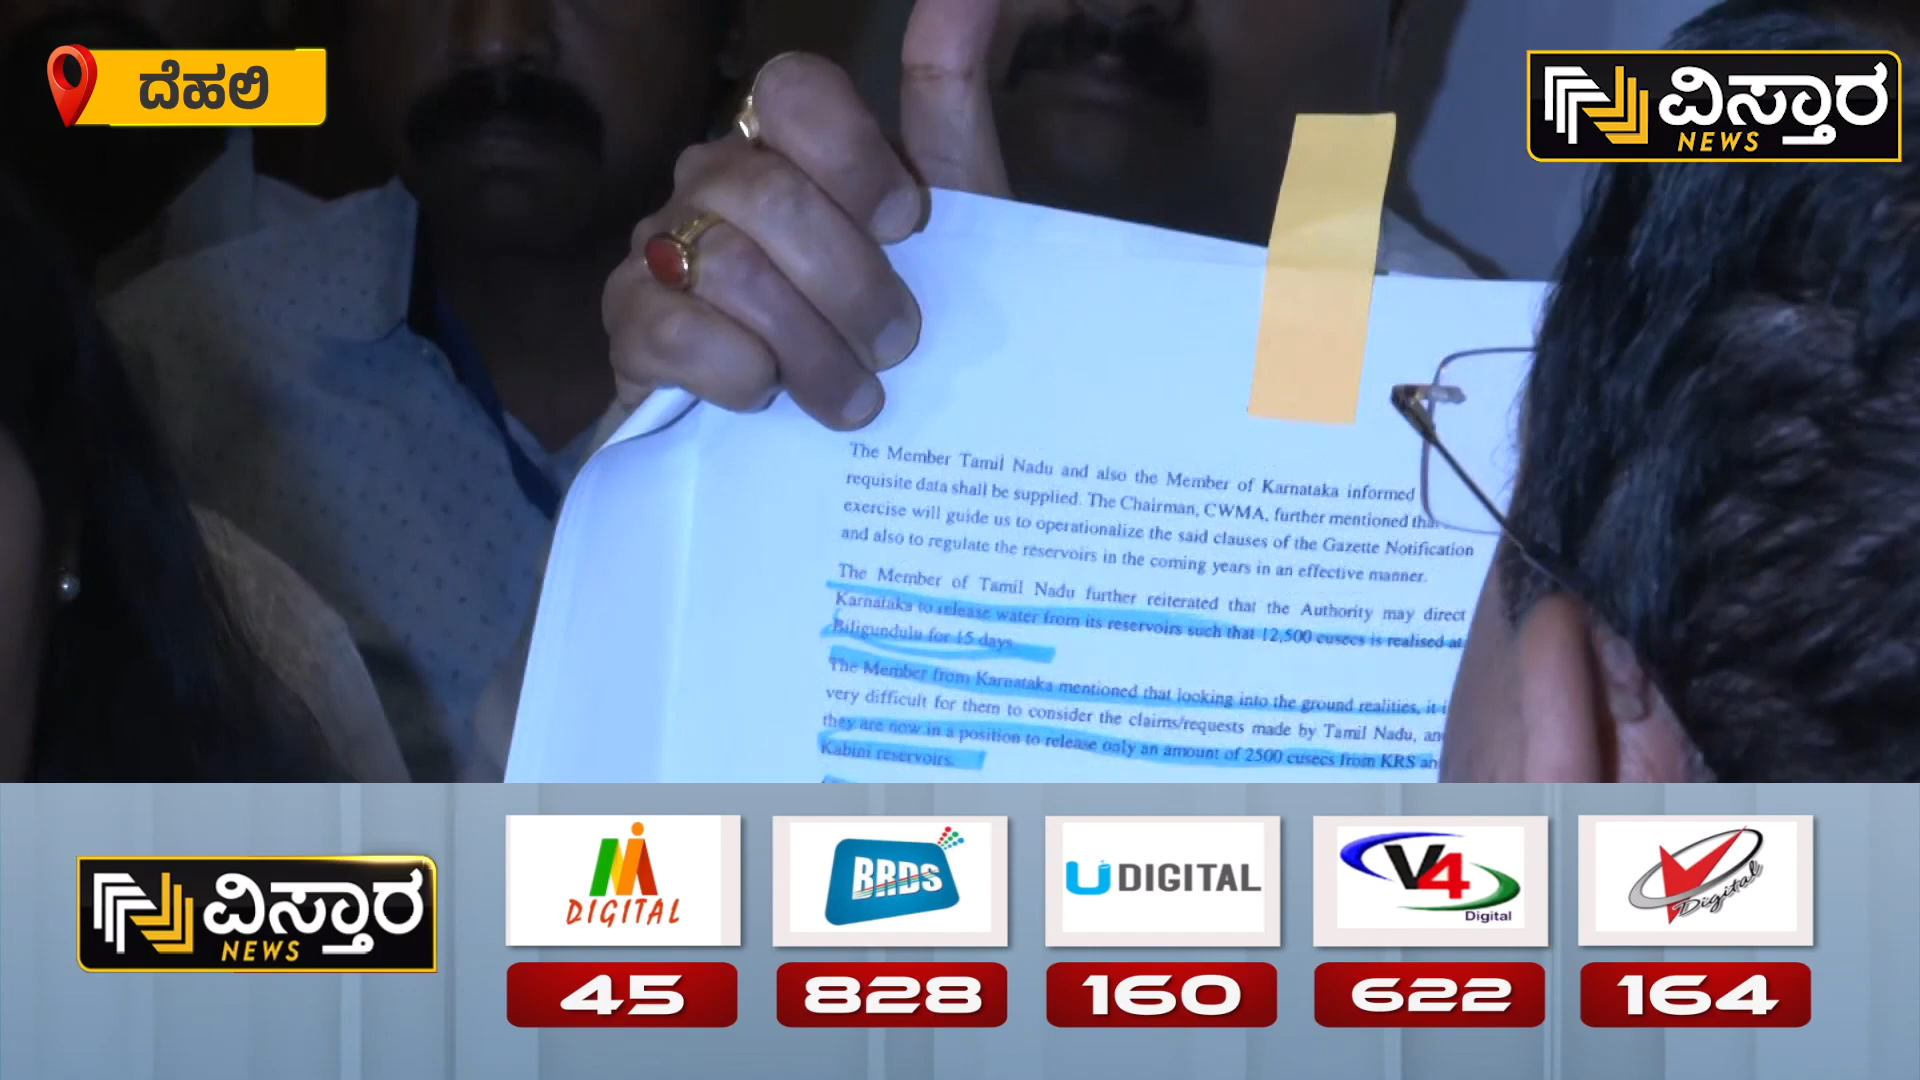 ದೆಹಲಿ
ವಿಸ್ತಾರ
NEWS
The Member Tamil Nadu and also the Member of Karnataka informed
requisite data shall be supplied. The Chairman, CWMA, further mentioned
exercise will guide us to operationalize the said clauses of the Gazette Notification
and also to regulate the reservoirs in the coming years in an effective manner.
The Member of Tamil Nadu further reiterated that the Authority may direct
Karnataka to release water from its reservoirs such that 12,500 cusecs is realised at
Biligundulu for 15 days.
The Member from Karnataka mentioned that looking into the ground realities, it
very difficult for them to consider the claims/requests made by Tamil Nadu,
they are now in a position to release only an amount of 2500 cusecs from KRS
Kabini reservoirs.
ವಿಸ್ತಾರ
NEWS
DIGITAL
BRDS
U DIGITAL
V4
Digital
Digital
45
828
160
622
164